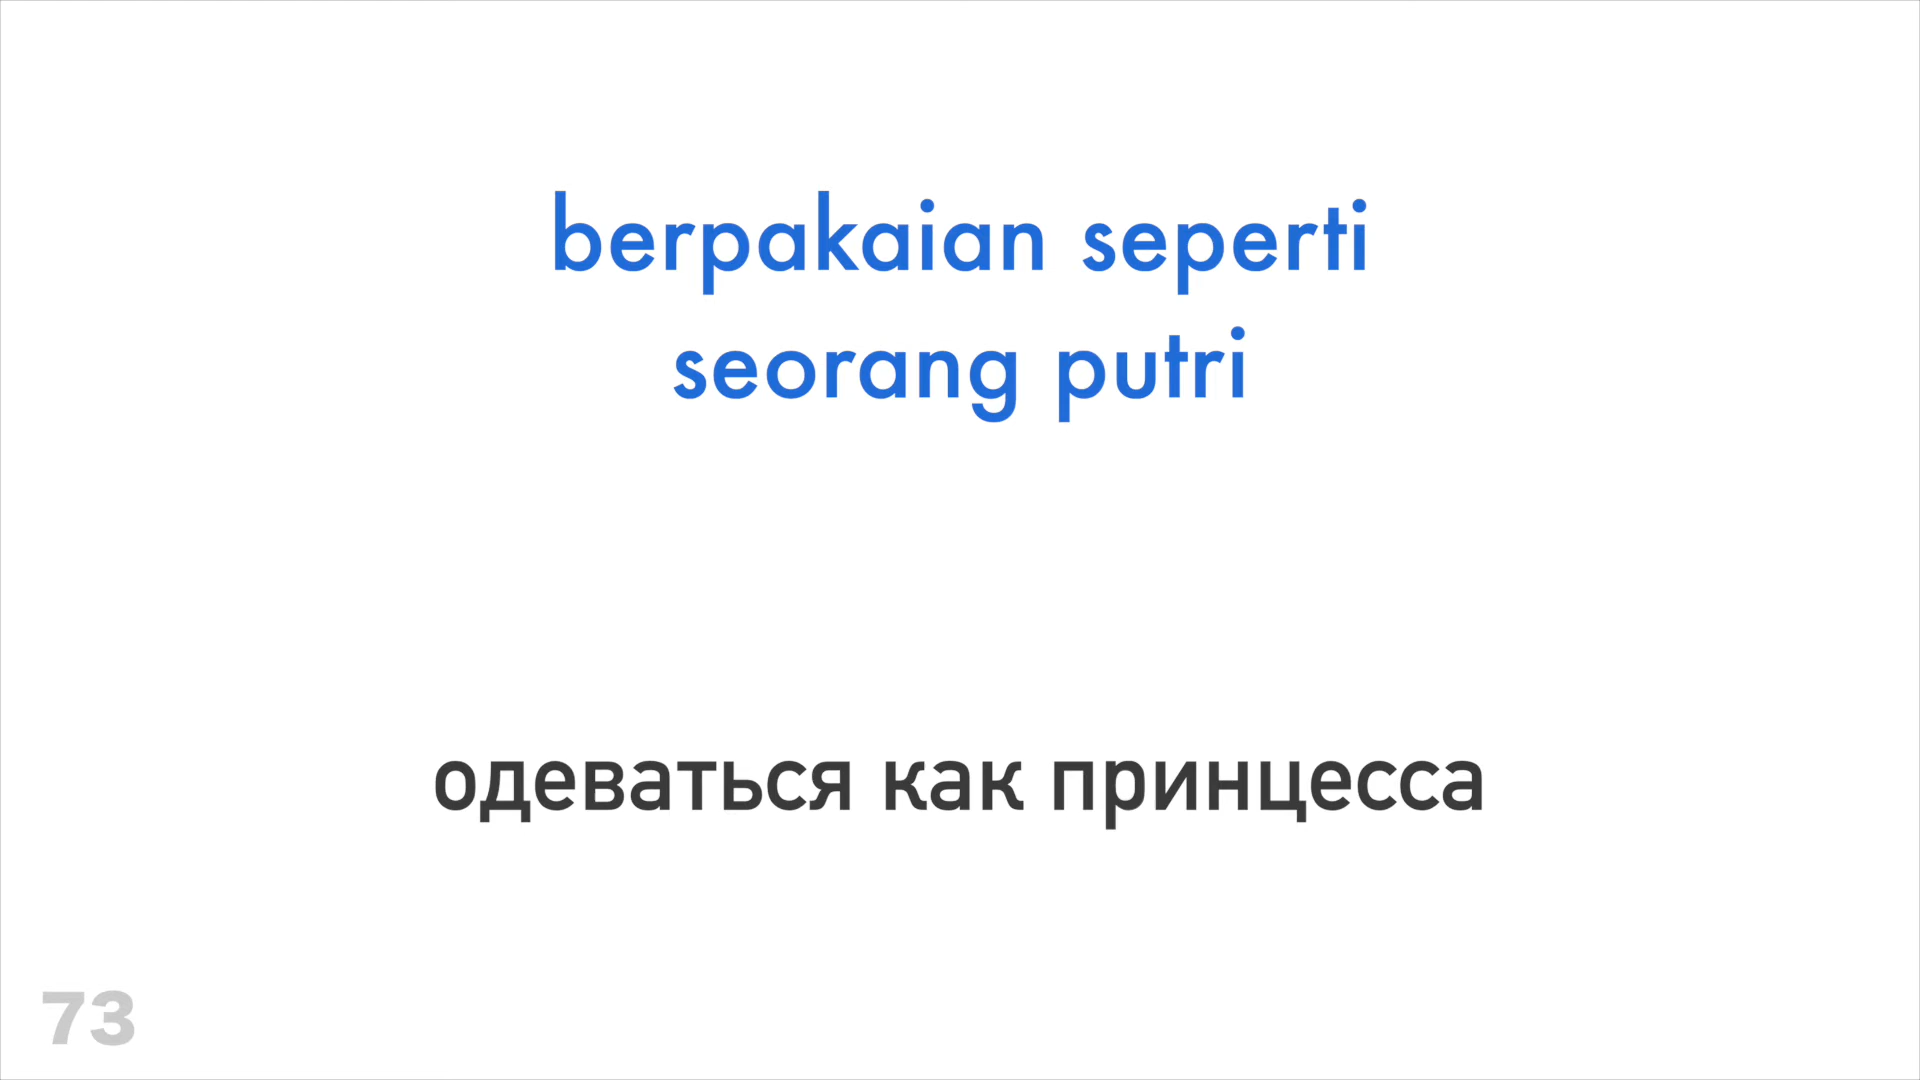 berpakaian seperti
seorang putri
одеваться как принцесса
73